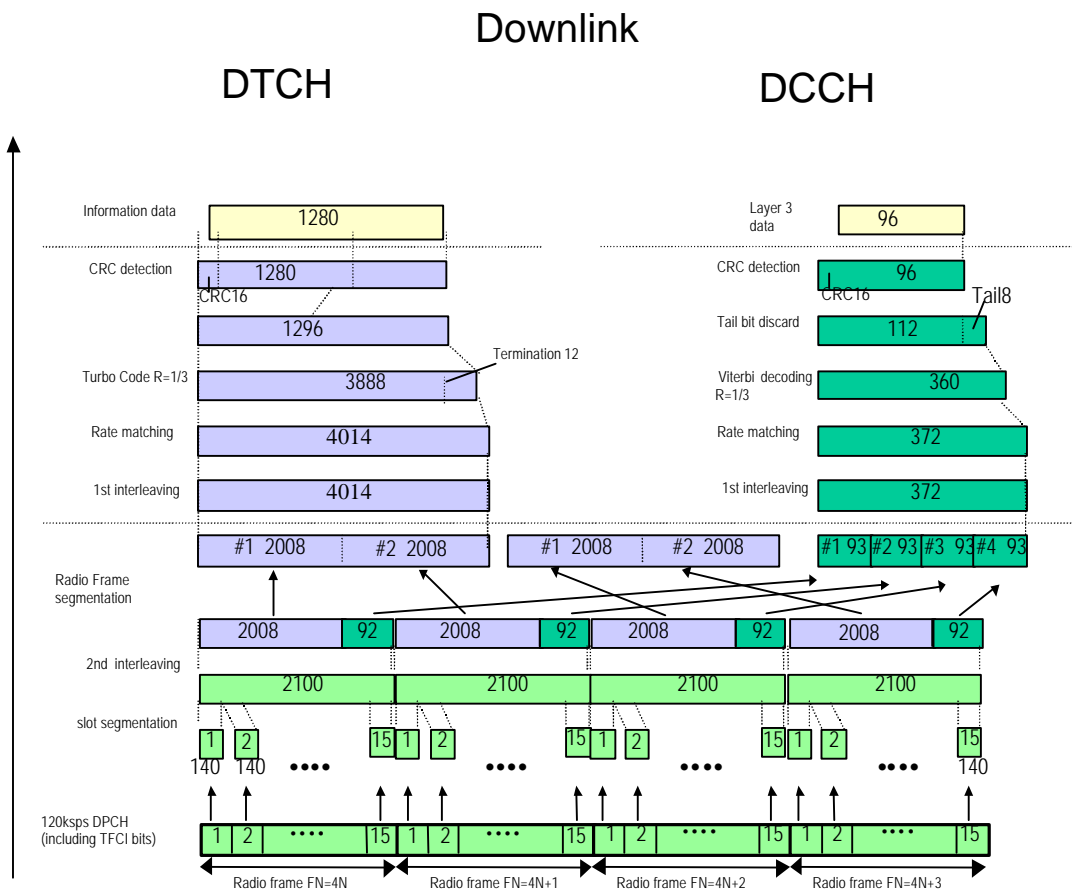 Downlink
DTCH DCCH
Information data 1280 Layer 3 data 96
CRC detection 1280 CRC detection 96
CRC16 CRC16 Tail8
1296 Tail bit discard 112
Termination 12
Turbo Code R=1/3 3888 Viterbi decoding R=1/3 360
Rate matching 4014 Rate matching 372
1st interleaving 4014 1st interleaving 372
#1 2008 #2 2008 #1 2008 #2 2008 #1 93 #2 93 #3 93 #4 93
Radio Frame
segmentation
2008 92 2008 92 2008 92 2008 92
2nd interleaving
2100 2100 2100 2100
slot segmentation
1 2 15 1 2 15 1 2 15 1 2 15
140 140 •••• •••• •••• •••• 140
120ksps DPCH
(including TFCI bits)
1 2 •••• 15 1 2 •••• 15 1 2 •••• 15 1 2 •••• 15
Radio frame FN=4N Radio frame FN=4N+1 Radio frame FN=4N+2 Radio frame FN=4N+3